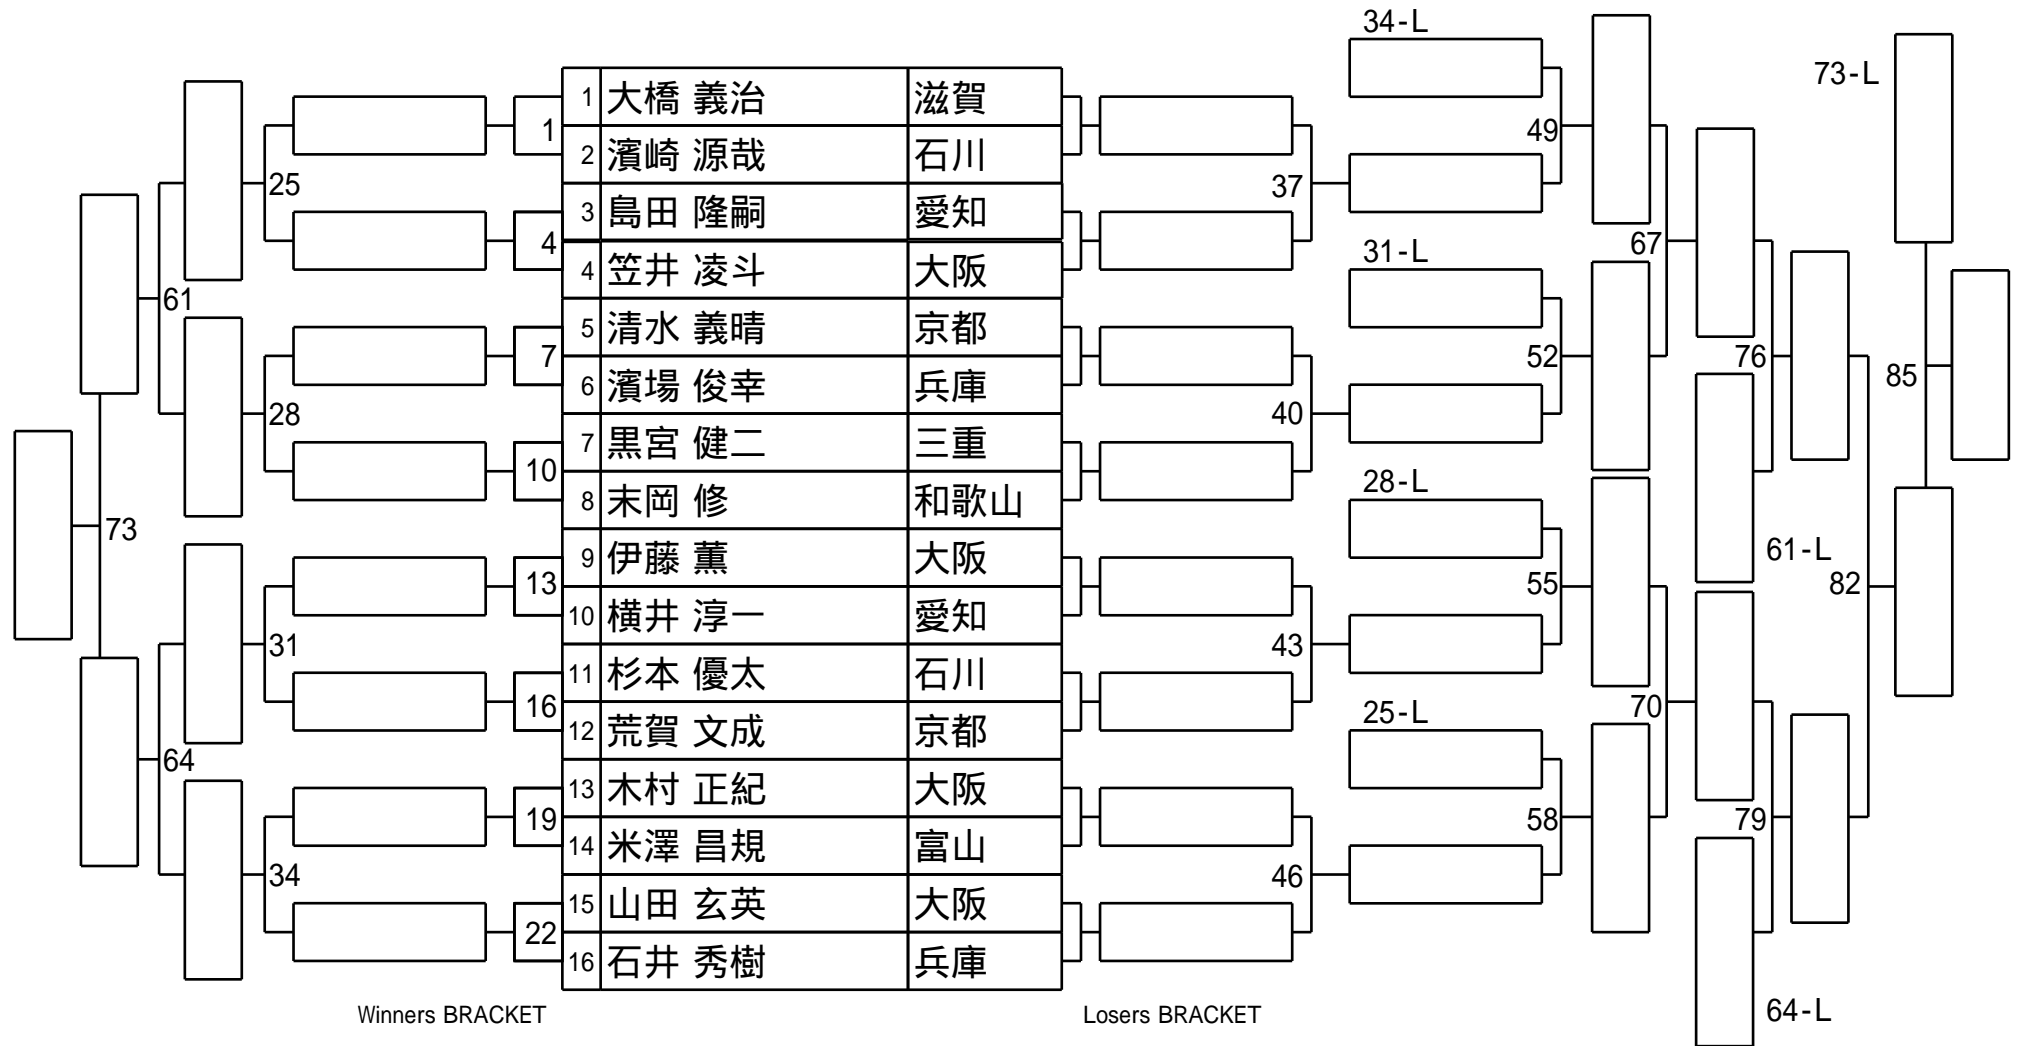 34-L
73-L
1 大橋 義治 滋賀
1
49
2 濱崎 源哉 石川
25
37
3 島田 隆嗣 愛知
4
67
31-L
4 笠井 凌斗 大阪
61
5 清水 義晴 京都
7
52
76
85
6 濱場 俊幸 兵庫
28
40
7 黒宮 健二 三重
10
28-L
8 末岡 修 和歌山
73
61-L
9 伊藤 薫 大阪
13
55
82
10 横井 淳一 愛知
31
43
11 杉本 優太 石川
16
70
25-L
12 荒賀 文成 京都
64
13 木村 正紀 大阪
19
58
79
14 米澤 昌規 富山
34
46
15 山田 玄英 大阪
22
16 石井 秀樹 兵庫
Winners BRACKET
Losers BRACKET
64-L